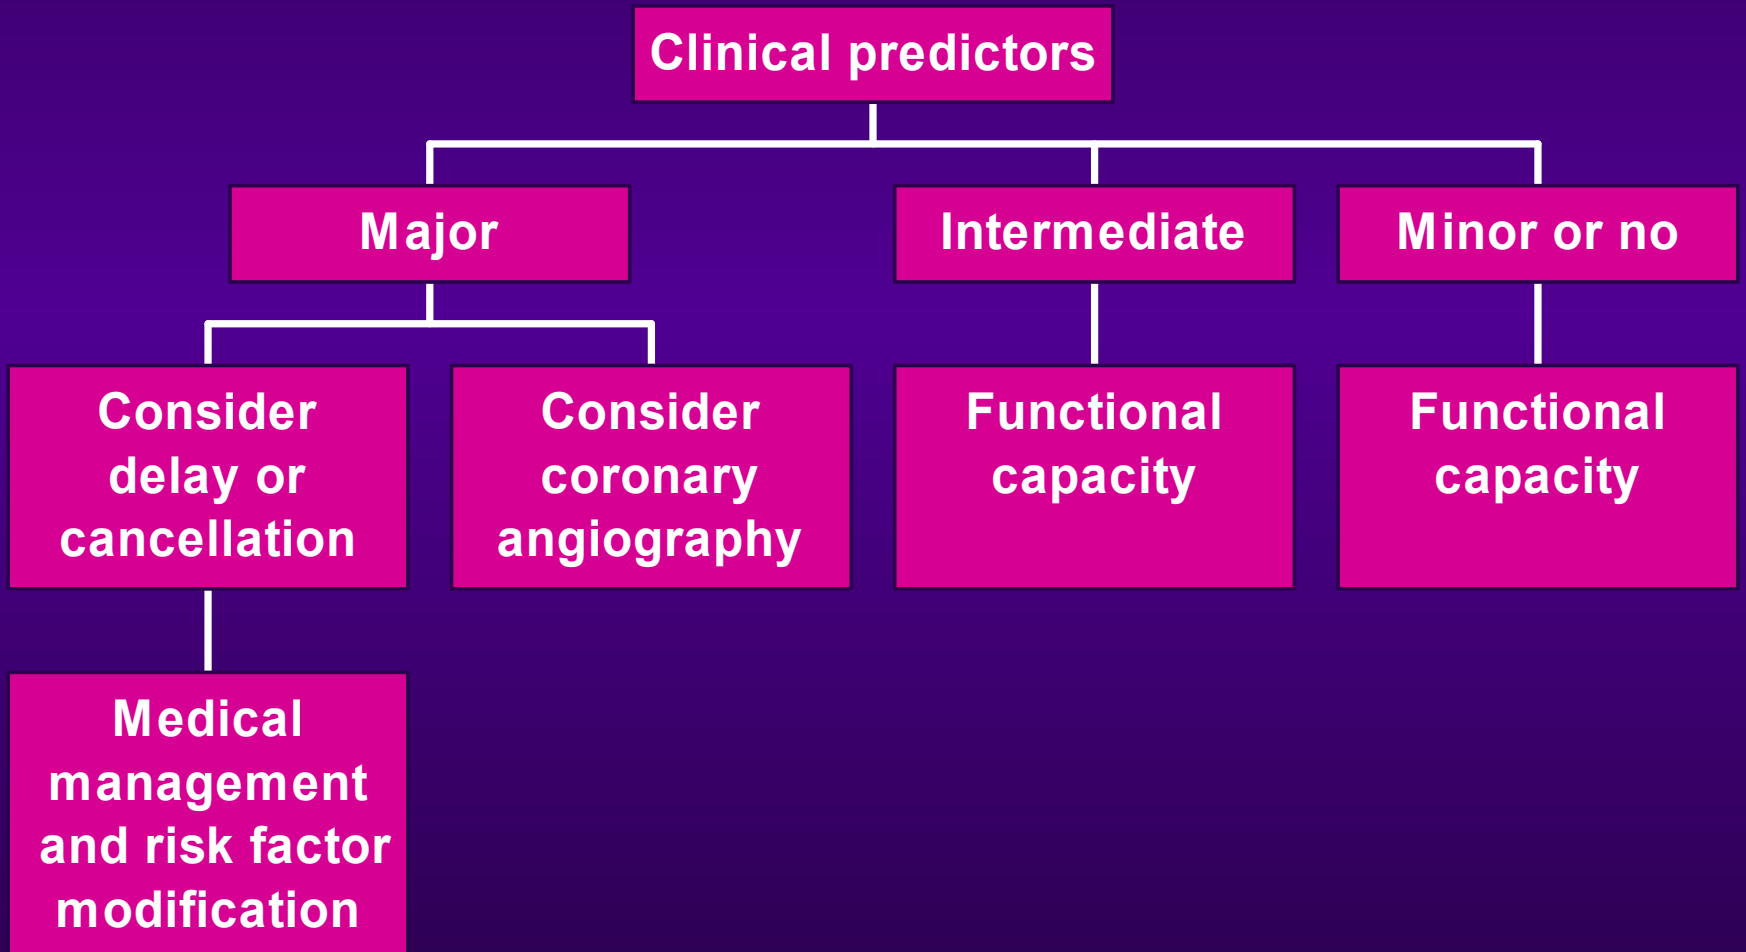 Clinical predictors
Major
Intermediate
Minor or no
Consider
delay or
cancellation
Consider
coronary
angiography
Functional
capacity
Functional
capacity
Medical
management
and risk factor
modification